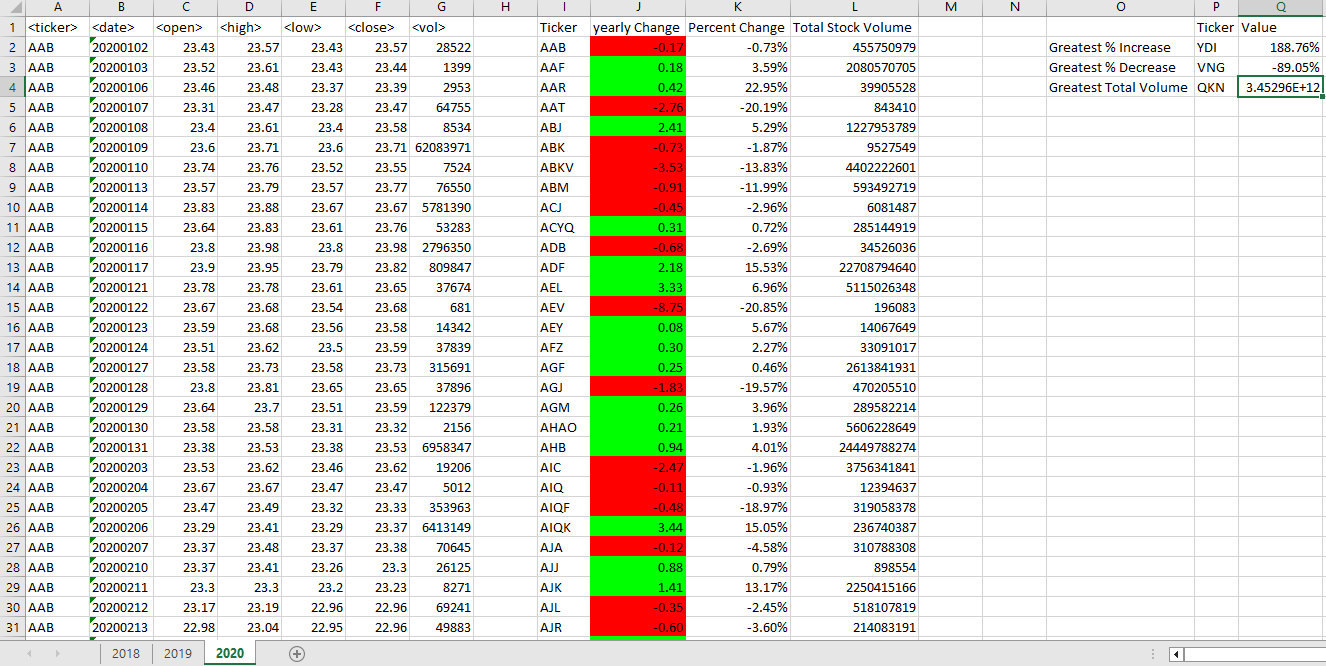 A B C D E F G H I J K L M N O P Q
1 <ticker> <date> <open> <high> <low> <close> <vol> Ticker yearly Change Percent Change Total Stock Volume Ticker Value
2 AAB 20200102 23.43 23.57 23.43 23.57 28522 AAB -0.17 -0.73% 455750979 Greatest % Increase YDI 188.76%
3 AAB 20200103 23.52 23.61 23.43 23.44 1399 AAF 0.18 3.59% 2080570705 Greatest % Decrease VNG -89.05%
4 AAB 20200106 23.46 23.48 23.37 23.39 2953 AAR 0.42 22.95% 39905528 Greatest Total Volume QKN 3.45296E+12
5 AAB 20200107 23.31 23.47 23.28 23.47 64755 AAT -2.76 -20.19% 843410
6 AAB 20200108 23.4 23.61 23.4 23.58 8534 ABJ 2.41 5.29% 1227953789
7 AAB 20200109 23.6 23.71 23.6 23.71 62083971 ABK -0.73 -1.87% 9527549
8 AAB 20200110 23.74 23.76 23.52 23.55 7524 ABKV -3.53 -13.83% 4402222601
9 AAB 20200113 23.57 23.79 23.57 23.77 76550 ABM -0.91 -11.99% 593492719
10 AAB 20200114 23.83 23.88 23.67 23.67 5781390 ACJ -0.45 -2.96% 6081487
11 AAB 20200115 23.64 23.83 23.61 23.76 53283 ACYQ 0.31 0.72% 285144919
12 AAB 20200116 23.8 23.98 23.8 23.98 2796350 ADB -0.68 -2.69% 34526036
13 AAB 20200117 23.9 23.95 23.79 23.82 809847 ADF 2.18 15.53% 22708794640
14 AAB 20200121 23.78 23.78 23.61 23.65 37674 AEL 3.33 6.96% 5115026348
15 AAB 20200122 23.67 23.68 23.54 23.68 681 AEV -8.75 -20.85% 196083
16 AAB 20200123 23.59 23.68 23.56 23.58 14342 AEY 0.08 5.67% 14067649
17 AAB 20200124 23.51 23.62 23.5 23.59 37839 AFZ 0.30 2.27% 33091017
18 AAB 20200127 23.58 23.73 23.58 23.73 315691 AGF 0.25 0.46% 2613841931
19 AAB 20200128 23.8 23.81 23.65 23.65 37896 AGJ -1.83 -19.57% 470205510
20 AAB 20200129 23.64 23.7 23.51 23.59 122379 AGM 0.26 3.96% 289582214
21 AAB 20200130 23.58 23.58 23.31 23.32 2156 AHAO 0.21 1.93% 5606228649
22 AAB 20200131 23.38 23.53 23.38 23.53 6958347 AHB 0.94 4.01% 24449788274
23 AAB 20200203 23.53 23.62 23.46 23.62 19206 AIC -2.47 -1.96% 3756341841
24 AAB 20200204 23.67 23.67 23.47 23.47 5012 AIQ -0.11 -0.93% 12394637
25 AAB 20200205 23.47 23.49 23.32 23.33 353963 AIQF -0.48 -18.97% 319058378
26 AAB 20200206 23.29 23.41 23.29 23.37 6413149 AIQK 3.44 15.05% 236740387
27 AAB 20200207 23.37 23.48 23.37 23.38 70645 AJA -0.12 -4.58% 310788308
28 AAB 20200210 23.37 23.41 23.26 23.3 26125 AJJ 0.88 0.79% 898554
29 AAB 20200211 23.3 23.3 23.2 23.23 8271 AJK 1.41 13.17% 2250415166
30 AAB 20200212 23.17 23.19 22.96 22.96 69241 AJL -0.35 -2.45% 518107819
31 AAB 20200213 22.98 23.04 22.95 22.96 49883 AJR -0.60 -3.60% 214083191
2018 2019 2020